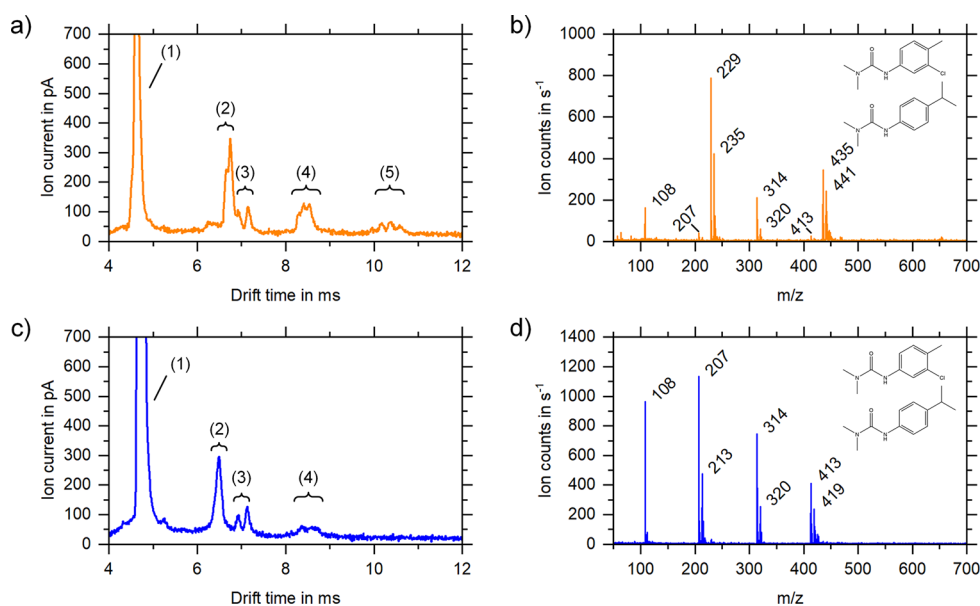 a)
Ion current in pA
700
600
500
400
300
200
100
0
(1)
(2)
(3)
(4)
(5)
4 6 8 10 12
Drift time in ms
b)
Ion counts in s-1
1000
800
600
400
200
0
229
235
108
207
314
320
413
435
441
O
N
N
H
Cl
O
N
N
H
100 200 300 400 500 600 700
m/z
c)
Ion current in pA
700
600
500
400
300
200
100
0
(1)
(2)
(3)
(4)
4 6 8 10 12
Drift time in ms
d)
Ion counts in s-1
1400
1200
1000
800
600
400
200
0
108
207
213
314
320
413
419
O
N
N
H
Cl
O
N
N
H
100 200 300 400 500 600 700
m/z